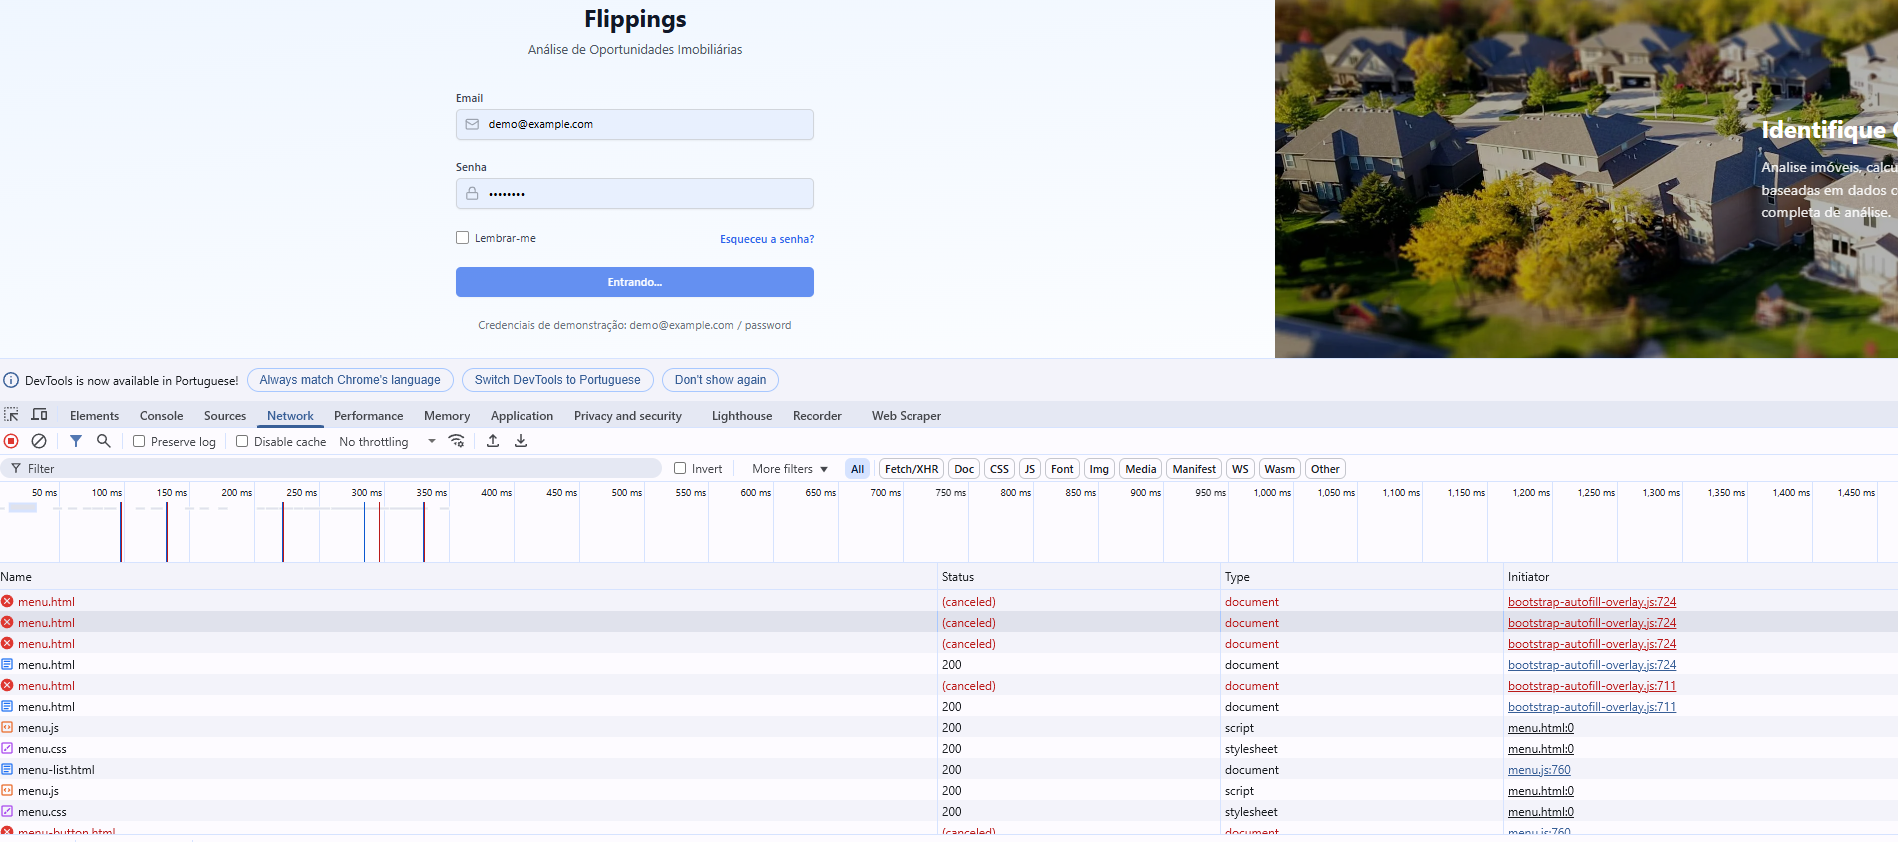 Flippings
Análise de Oportunidades Imobiliárias
Email
demo@example.com
Senha
••••••••
Lembrar-me
Esqueceu a senha?
Entrando...
Credenciais de demonstração: demo@example.com / password
Identifique
Analise imóveis, calcu
baseadas em dados c
completa de análise.
DevTools is now available in Portuguese! Always match Chrome's language Switch DevTools to Portuguese Don't show again
Elements Console Sources Network Performance Memory Application Privacy and security Lighthouse Recorder Web Scraper
Preserve log Disable cache No throttling
Filter Invert More filters All Fetch/XHR Doc CSS JS Font Img Media Manifest WS Wasm Other
50 ms 100 ms 150 ms 200 ms 250 ms 300 ms 350 ms 400 ms 450 ms 500 ms 550 ms 600 ms 650 ms 700 ms 750 ms 800 ms 850 ms 900 ms 950 ms 1,000 ms 1,050 ms 1,100 ms 1,150 ms 1,200 ms 1,250 ms 1,300 ms 1,350 ms 1,400 ms 1,450 ms
Name Status Type Initiator
menu.html (canceled) document bootstrap-autofill-overlay.js:724
menu.html (canceled) document bootstrap-autofill-overlay.js:724
menu.html (canceled) document bootstrap-autofill-overlay.js:724
menu.html 200 document bootstrap-autofill-overlay.js:724
menu.html (canceled) document bootstrap-autofill-overlay.js:711
menu.html 200 document bootstrap-autofill-overlay.js:711
menu.js 200 script menu.html:0
menu.css 200 stylesheet menu.html:0
menu-list.html 200 document menu.js:760
menu.js 200 script menu.html:0
menu.css 200 stylesheet menu.html:0
menu-button.html (canceled) document menu.js:760